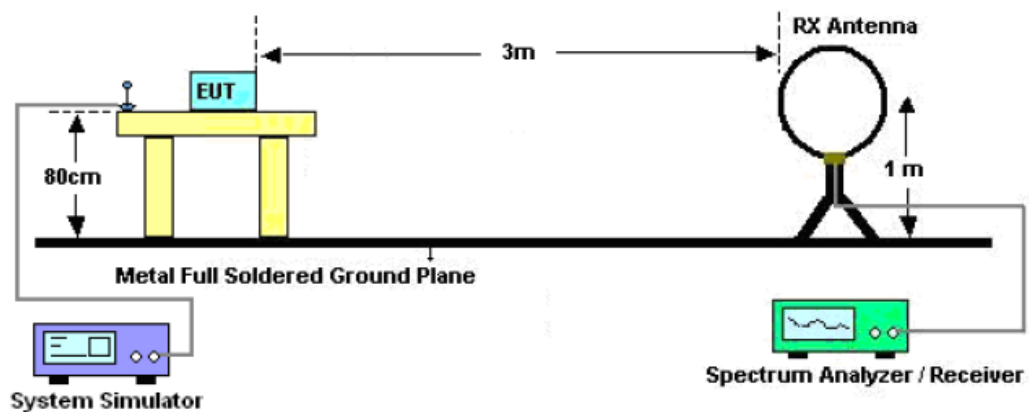 RX Antenna
3m
EUT
80cm
1 m
Metal Full Soldered Ground Plane
System Simulator
Spectrum Analyzer / Receiver